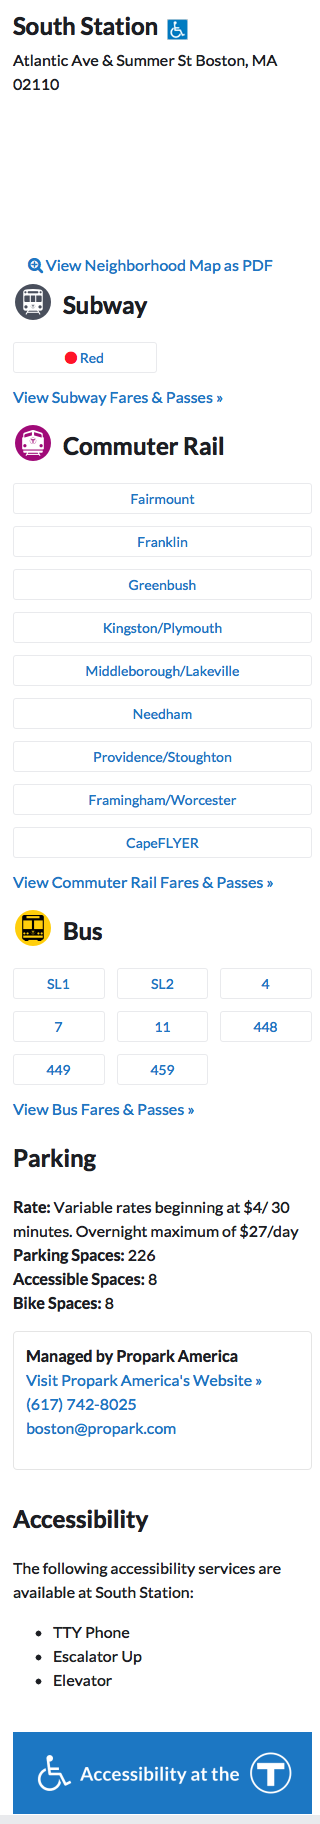 South Station
Atlantic Ave & Summer St Boston, MA
02110
View Neighborhood Map as PDF
Subway
Red
View Subway Fares & Passes »
Commuter Rail
Fairmount
Franklin
Greenbush
Kingston/Plymouth
Middleborough/Lakeville
Needham
Providence/Stoughton
Framingham/Worcester
CapeFLYER
View Commuter Rail Fares & Passes »
Bus
SL1 SL2 4
7 11 448
449 459
View Bus Fares & Passes »
Parking
Rate: Variable rates beginning at $4/ 30
minutes. Overnight maximum of $27/day
Parking Spaces: 226
Accessible Spaces: 8
Bike Spaces: 8
Managed by Propark America
Visit Propark America's Website »
(617) 742-8025
boston@propark.com
Accessibility
The following accessibility services are
available at South Station:
• TTY Phone
• Escalator Up
• Elevator
Accessibility at the T